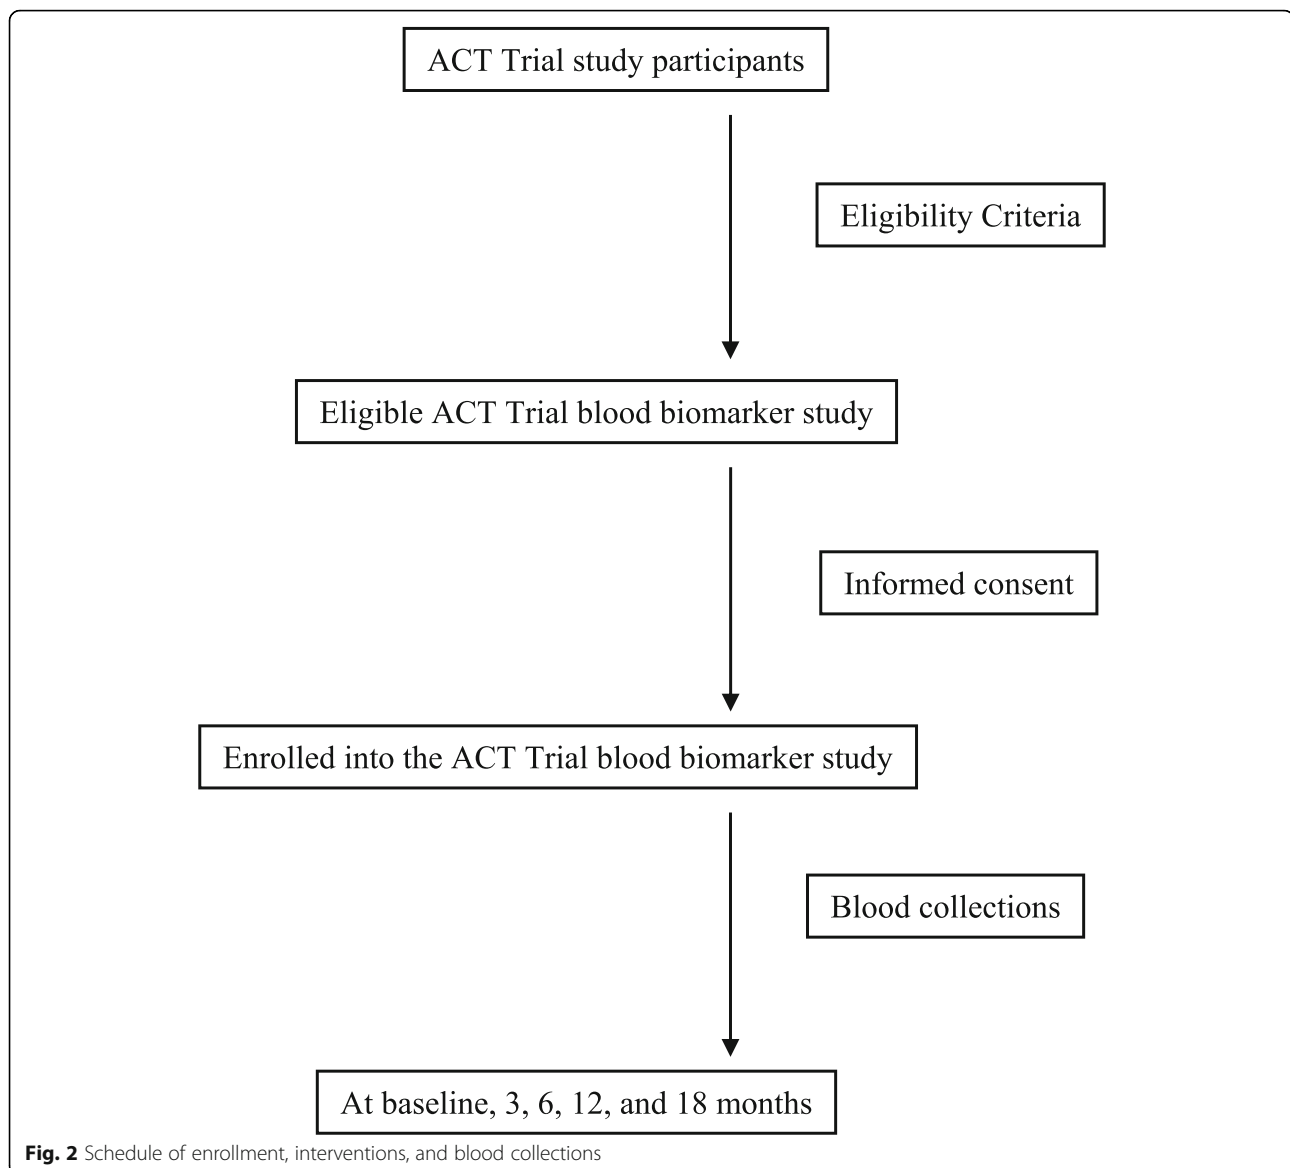 ACT Trial study participants
Eligibility Criteria
Eligible ACT Trial blood biomarker study
Informed consent
Enrolled into the ACT Trial blood biomarker study
Blood collections
At baseline, 3, 6, 12, and 18 months
Fig. 2 Schedule of enrollment, interventions, and blood collections